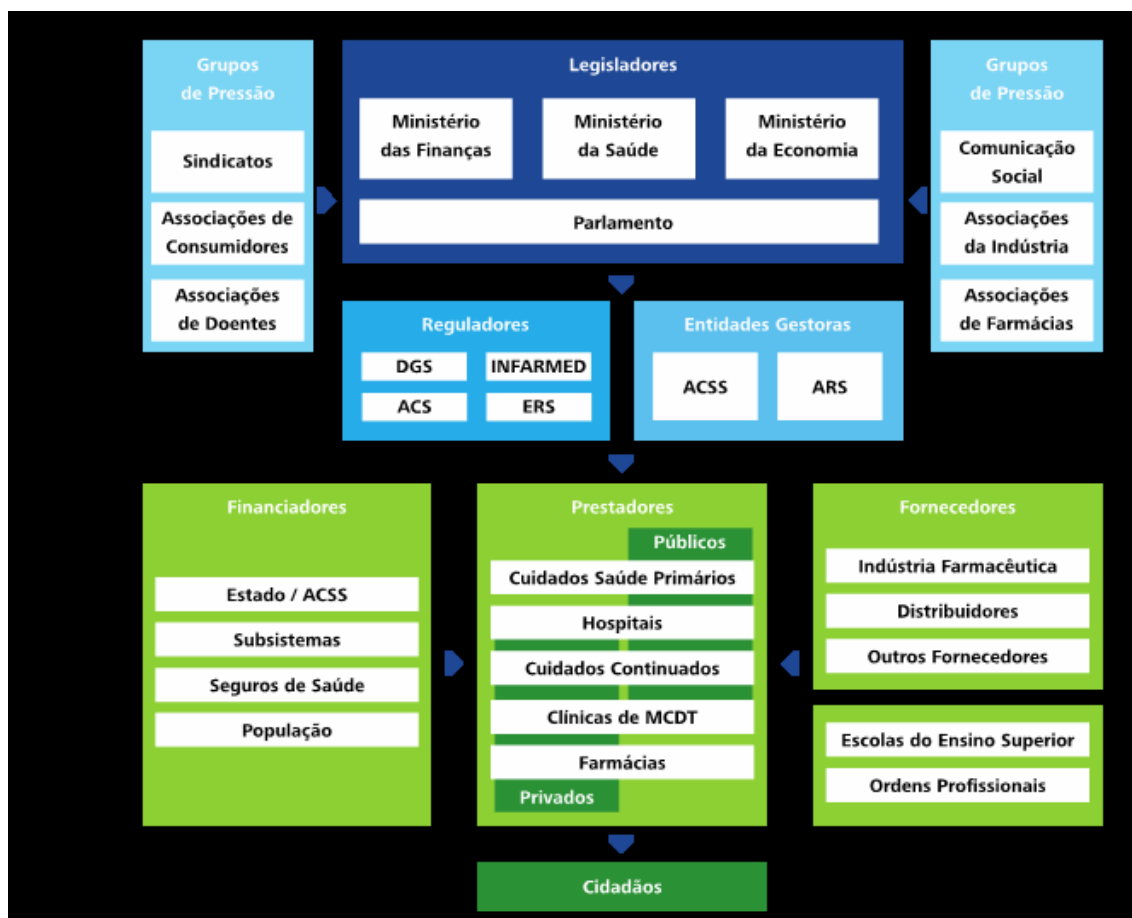 Grupos
de Pressão
Sindicatos
Associações de
Consumidores
Associações
de Doentes
Legisladores
Ministério
das Finanças
Ministério
da Saúde
Ministério
da Economia
Parlamento
Grupos
de Pressão
Comunicação
Social
Associações
da Indústria
Associações
de Farmácias
Reguladores
DGS
INFARMED
ACS
ERS
Entidades Gestoras
ACSS
ARS
Financiadores
Estado / ACSS
Subsistemas
Seguros de Saúde
População
Prestadores
Públicos
Cuidados Saúde Primários
Hospitais
Cuidados Continuados
Clínicas de MCDT
Farmácias
Privados
Fornecedores
Indústria Farmacêutica
Distribuidores
Outros Fornecedores
Escolas do Ensino Superior
Ordens Profissionais
Cidadãos